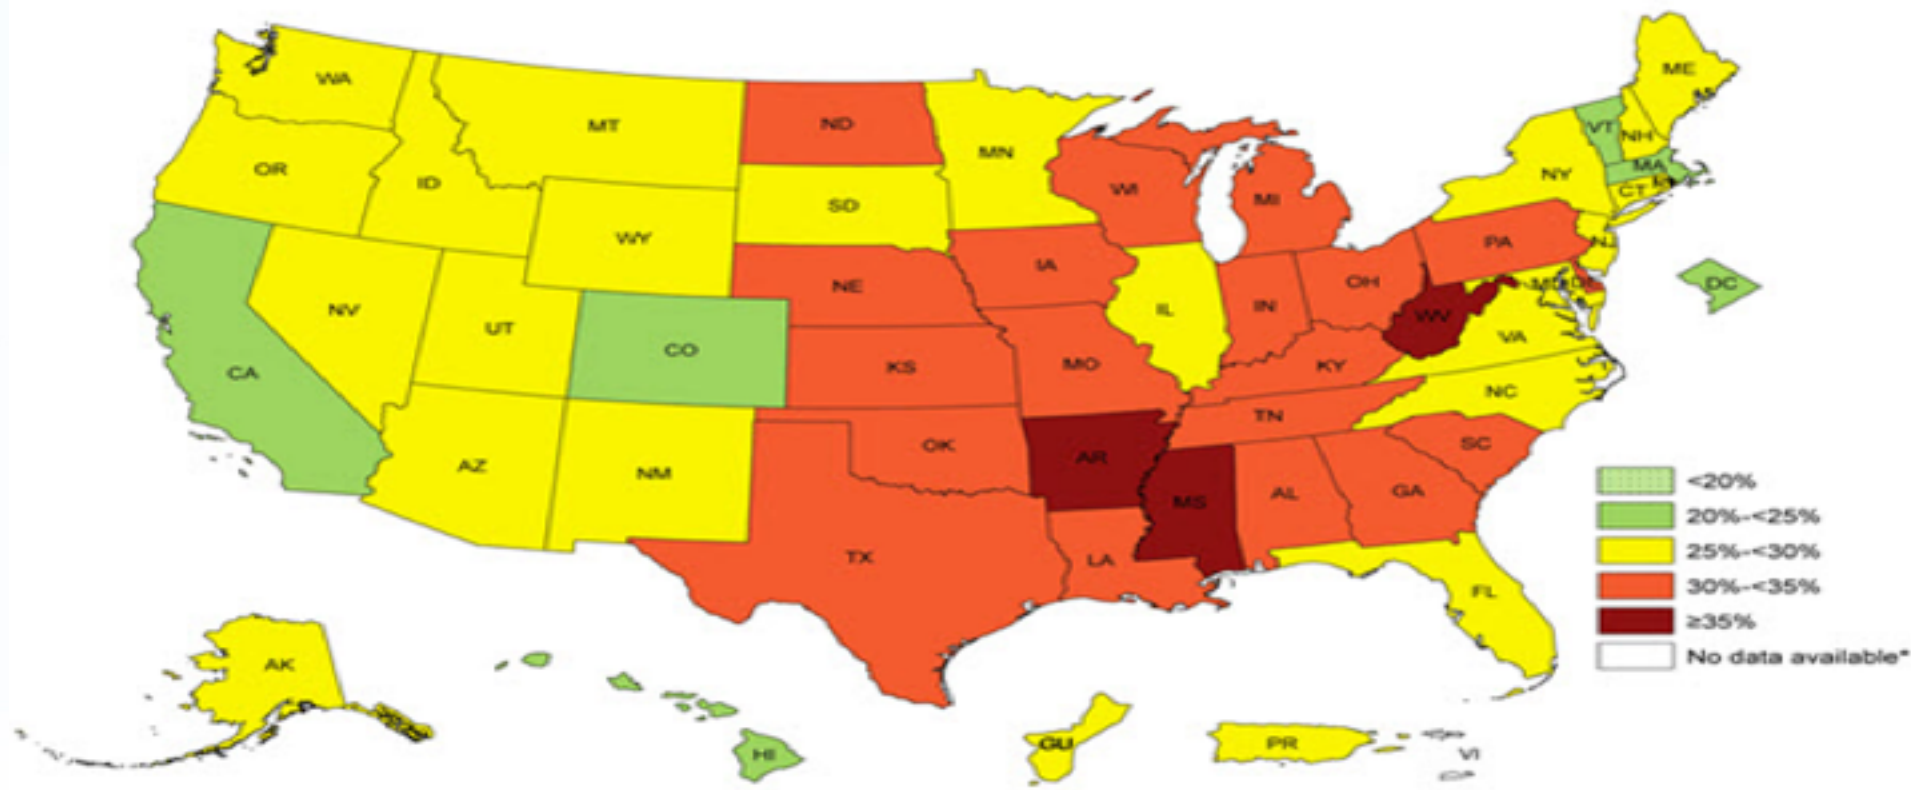 WA
MT
ND
MN
ME
VT
NH
OR
ID
SD
WI
MI
NY
MA
CT
WY
NE
IA
PA
NJ
NV
UT
CO
IL
IN
OH
MD
DE
DC
CA
KS
MO
KY
WV
VA
NC
AZ
NM
OK
AR
TN
SC
MS
AL
GA
TX
LA
FL
<20%
20%-<25%
25%-<30%
30%-<35%
≥35%
No data available*
AK
HI
GU
PR
VI